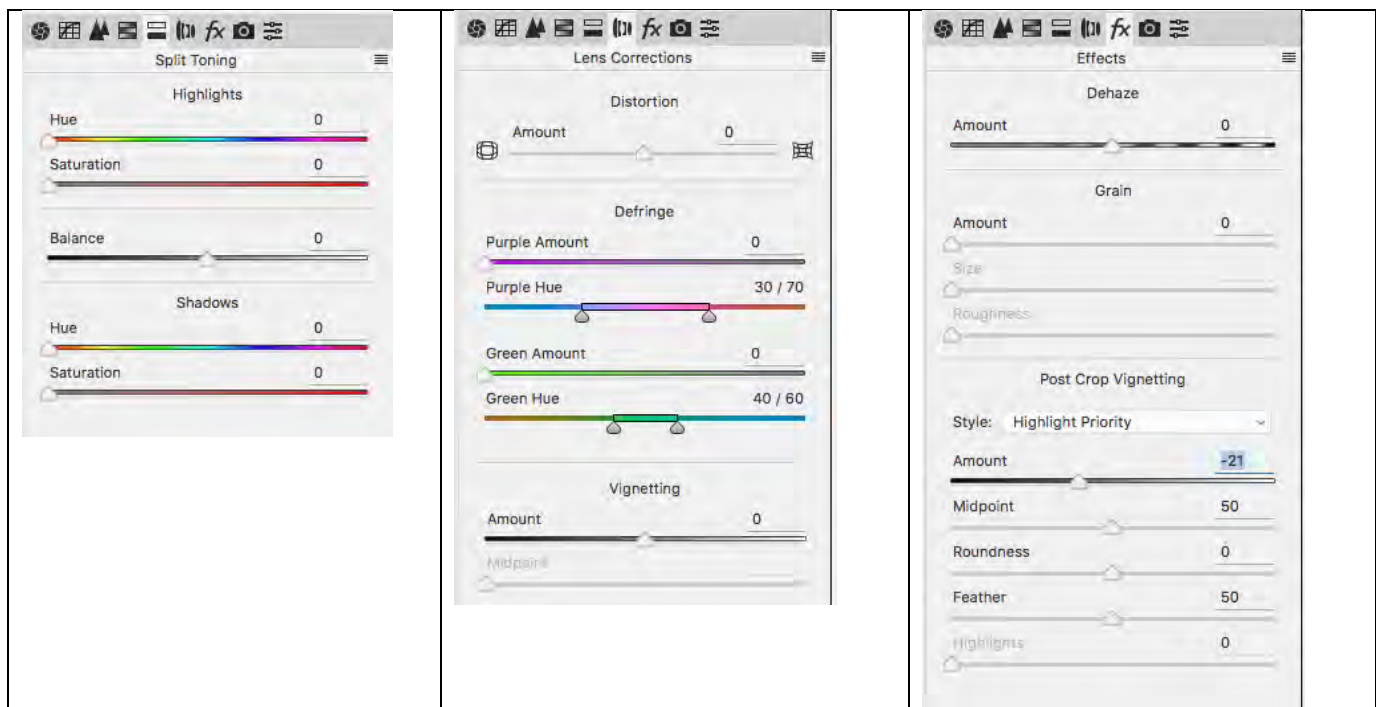 fx
Split Toning
Highlights
Hue 0
Saturation 0
Balance 0
Shadows
Hue 0
Saturation 0
fx
Lens Corrections
Distortion
Amount 0
Defringe
Purple Amount 0
Purple Hue 30 / 70
Green Amount 0
Green Hue 40 / 60
Vignetting
Amount 0
Midpoint
fx
Effects
Dehaze
Amount 0
Grain
Amount 0
Size
Roughness
Post Crop Vignetting
Style: Highlight Priority
Amount -21
Midpoint 50
Roundness 0
Feather 50
Highlights 0